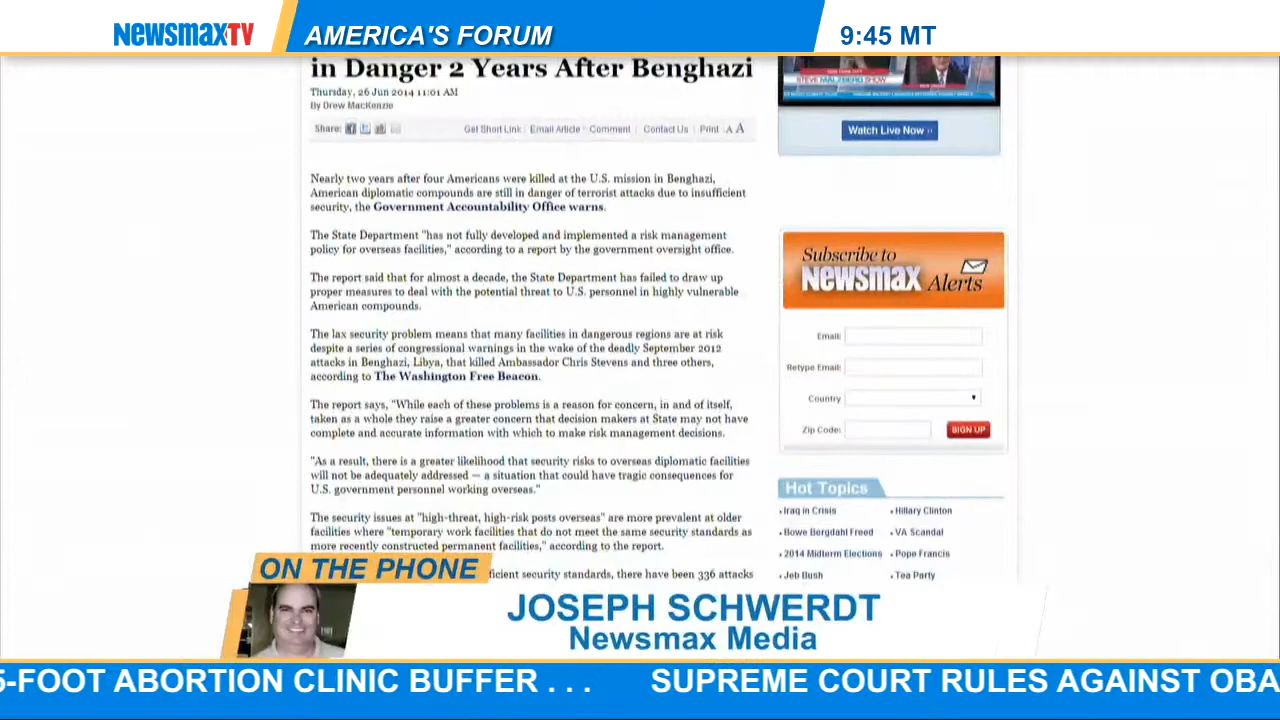 NEWSMAXTV
AMERICA'S FORUM
9:45 MT
in Danger 2 Years After Benghazi
Thursday, 26 Jun 2014 11:01 AM
By Drew MacKenzie
Share:
Get Short Link | Email Article | Comment | Contact Us | Print | A A
Nearly two years after four Americans were killed at the U.S. mission in Benghazi,
American diplomatic compounds are still in danger of terrorist attacks due to insufficient
security, the Government Accountability Office warns.
The State Department "has not fully developed and implemented a risk management
policy for overseas facilities," according to a report by the government oversight office.
The report said that for almost a decade, the State Department has failed to draw up
proper measures to deal with the potential threat to U.S. personnel in highly vulnerable
American compounds.
The lax security problem means that many facilities in dangerous regions are at risk
despite a series of congressional warnings in the wake of the deadly September 2012
attacks in Benghazi, Libya, that killed Ambassador Chris Stevens and three others,
according to The Washington Free Beacon.
The report says, "While each of these problems is a reason for concern, in and of itself,
taken as a whole they raise a greater concern that decision makers at State may not have
complete and accurate information with which to make risk management decisions.
"As a result, there is a greater likelihood that security risks to overseas diplomatic facilities
will not be adequately addressed — a situation that could have tragic consequences for
U.S. government personnel working overseas."
The security issues at "high-threat, high-risk posts overseas" are more prevalent at older
facilities where "temporary work facilities that do not meet the same security standards as
more recently constructed permanent facilities," according to the report.
ficient security standards, there have been 336 attacks
STEVE MALZBERG SHOW
Watch Live Now ››
Subscribe to
Newsmax Alerts
Email:
Retype Email:
Country
Zip Code:
SIGN UP
Hot Topics
Iraq in Crisis
Hillary Clinton
Bowe Bergdahl Freed
VA Scandal
2014 Midterm Elections
Pope Francis
Jeb Bush
Tea Party
ON THE PHONE
JOSEPH SCHWERDT
Newsmax Media
5-FOOT ABORTION CLINIC BUFFER . . . SUPREME COURT RULES AGAINST OBA